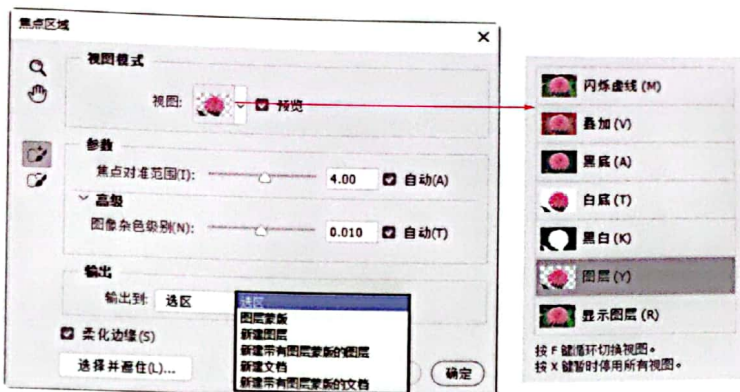 焦点区域
视图模式
视图:
预览
参数
焦点对准范围(I):
4.00
自动(A)
高级
图像杂色级别(N):
0.010
自动(T)
输出
输出到:
选区
选区
图层蒙版
新建图层
新建带有图层蒙版的图层
新建文档
新建带有图层蒙版的文档
柔化边缘(S)
选择并遮住(L)...
确定
闪烁虚线 (M)
叠加 (V)
黑底 (A)
白底 (T)
黑白 (K)
图层 (Y)
显示图层 (R)
按 F 键循环切换视图。
按 X 键暂时停用所有视图。